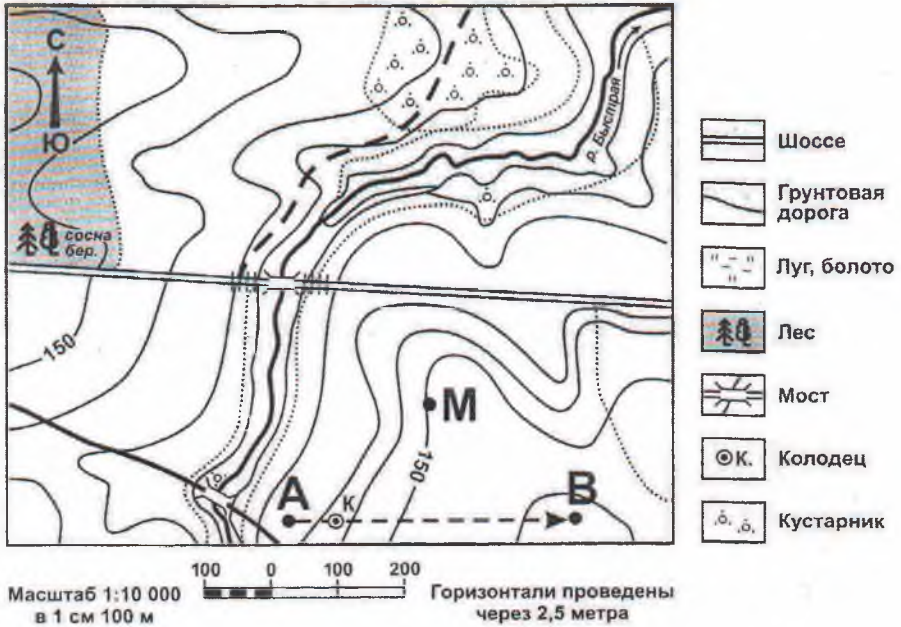 С
Ю
сосна
бер.
р. Быстрая
150
М
150
А
К
В
Шоссе
Грунтовая
дорога
Луг, болото
Лес
Мост
К.
Колодец
Кустарник
Масштаб 1:10 000
в 1 см 100 м
100 0 100 200
Горизонтали проведены
через 2,5 метра